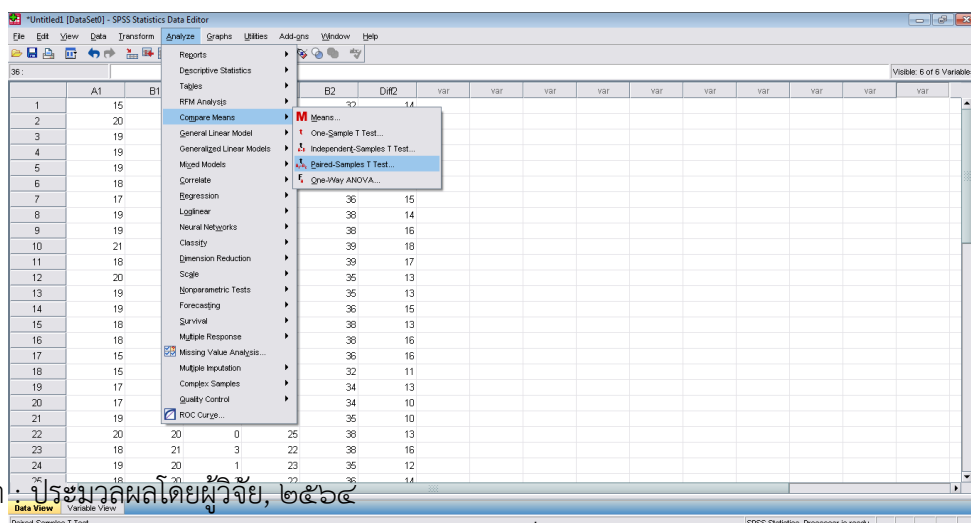 *Untitled1 [DataSet0] - SPSS Statistics Data Editor
File Edit View Data Transform Analyze Graphs Utilities Add-ons Window Help
36 :
Visible: 6 of 6 Variable
A1 B1 B2 Diff2 var var var var var var var var var
Reports
Descriptive Statistics
Tables
RFM Analysis
Compare Means
General Linear Model
Generalized Linear Models
Mixed Models
Correlate
Regression
Loglinear
Neural Networks
Classify
Dimension Reduction
Scale
Nonparametric Tests
Forecasting
Survival
Multiple Response
Missing Value Analysis...
Multiple Imputation
Complex Samples
Quality Control
ROC Curve...
M Means...
One-Sample T Test...
Independent-Samples T Test...
Paired-Samples T Test...
One-Way ANOVA...
1 15 32 14
2 20
3 19
4 19
5 19
6 18
7 17 36 15
8 19 38 14
9 19 38 16
10 21 39 18
11 18 39 17
12 20 35 13
13 19 35 13
14 19 36 15
15 18 38 13
16 18 38 16
17 15 36 16
18 15 32 11
19 17 34 13
20 17 34 10
21 19 35 10
22 20 20 0 25 38 13
23 18 21 3 22 38 16
24 19 20 1 23 35 12
25 18 20 22 36 14
: ประมวลผลโดยผู้วิจัย, ๒๕๖๔
Data View Variable View
Paired-Samples T Test SPSS Statistics Processor is ready